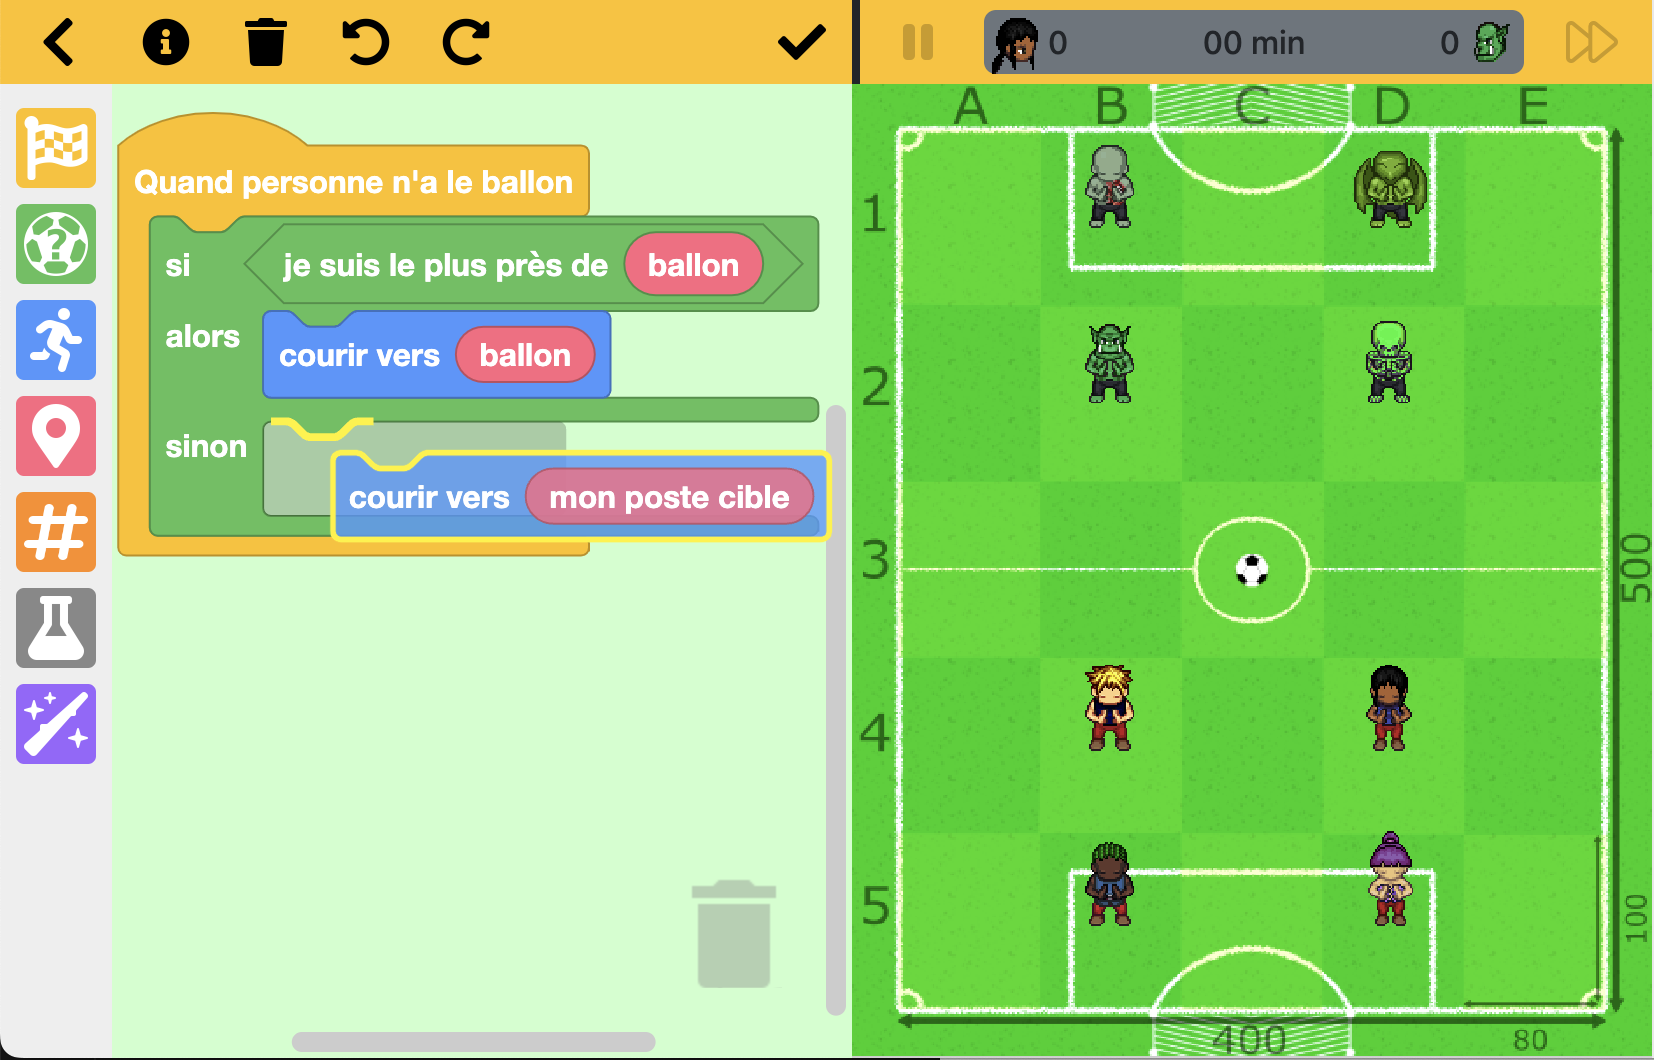 0 00 min 0
Quand personne n'a le ballon
si je suis le plus près de ballon
alors courir vers ballon
sinon
courir vers mon poste cible
A B C D E
1
2
3
4
5
500
100
400
80